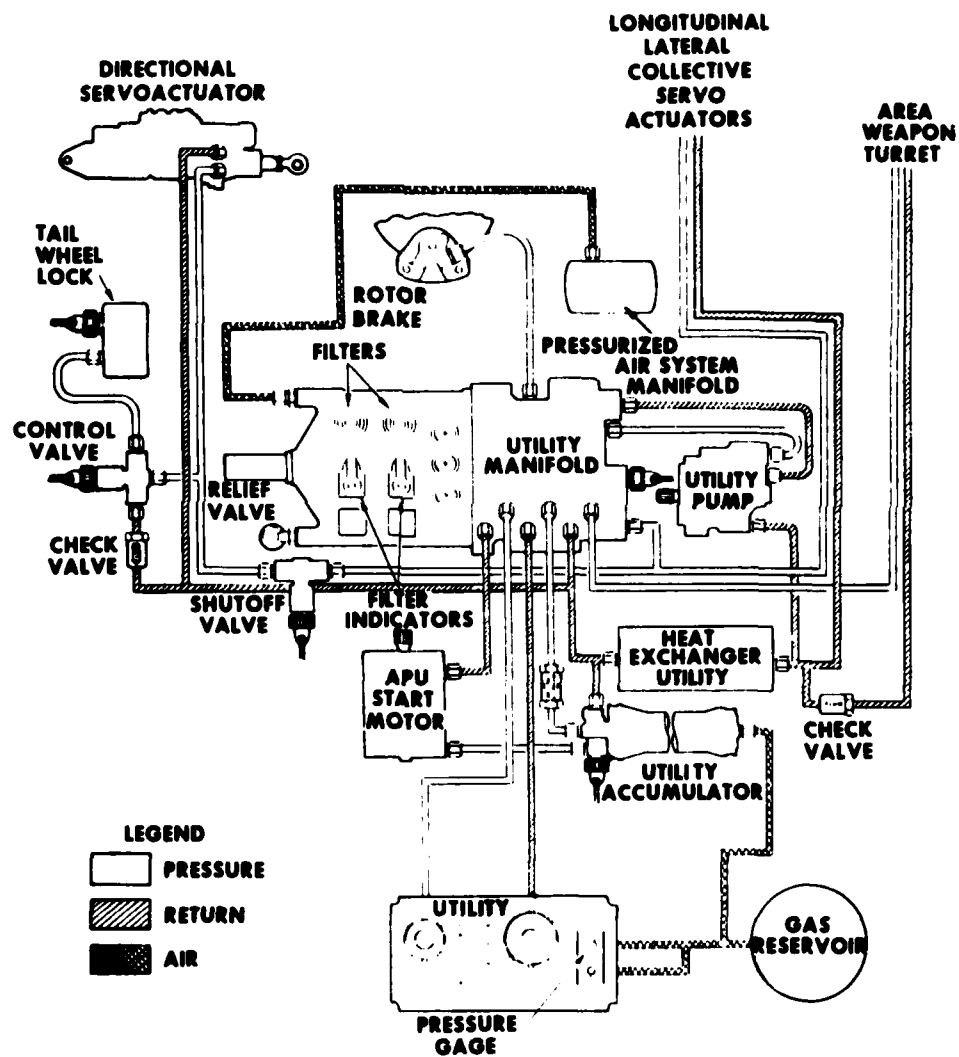 LONGITUDINAL
LATERAL
COLLECTIVE
SERVO
ACTUATORS
DIRECTIONAL
SERVOACTUATOR
AREA
WEAPON
TURRET
TAIL
WHEEL
LOCK
ROTOR
BRAKE
FILTERS
PRESSURIZED
AIR SYSTEM
MANIFOLD
CONTROL
VALVE
UTILITY
MANIFOLD
UTILITY
PUMP
RELIEF
VALVE
CHECK
VALVE
SHUTOFF
VALVE
FILTER
INDICATORS
HEAT
EXCHANGER
UTILITY
APU
START
MOTOR
CHECK
VALVE
UTILITY
ACCUMULATOR
LEGEND
PRESSURE
RETURN
AIR
UTILITY
GAS
RESERVOIR
PRESSURE
GAGE